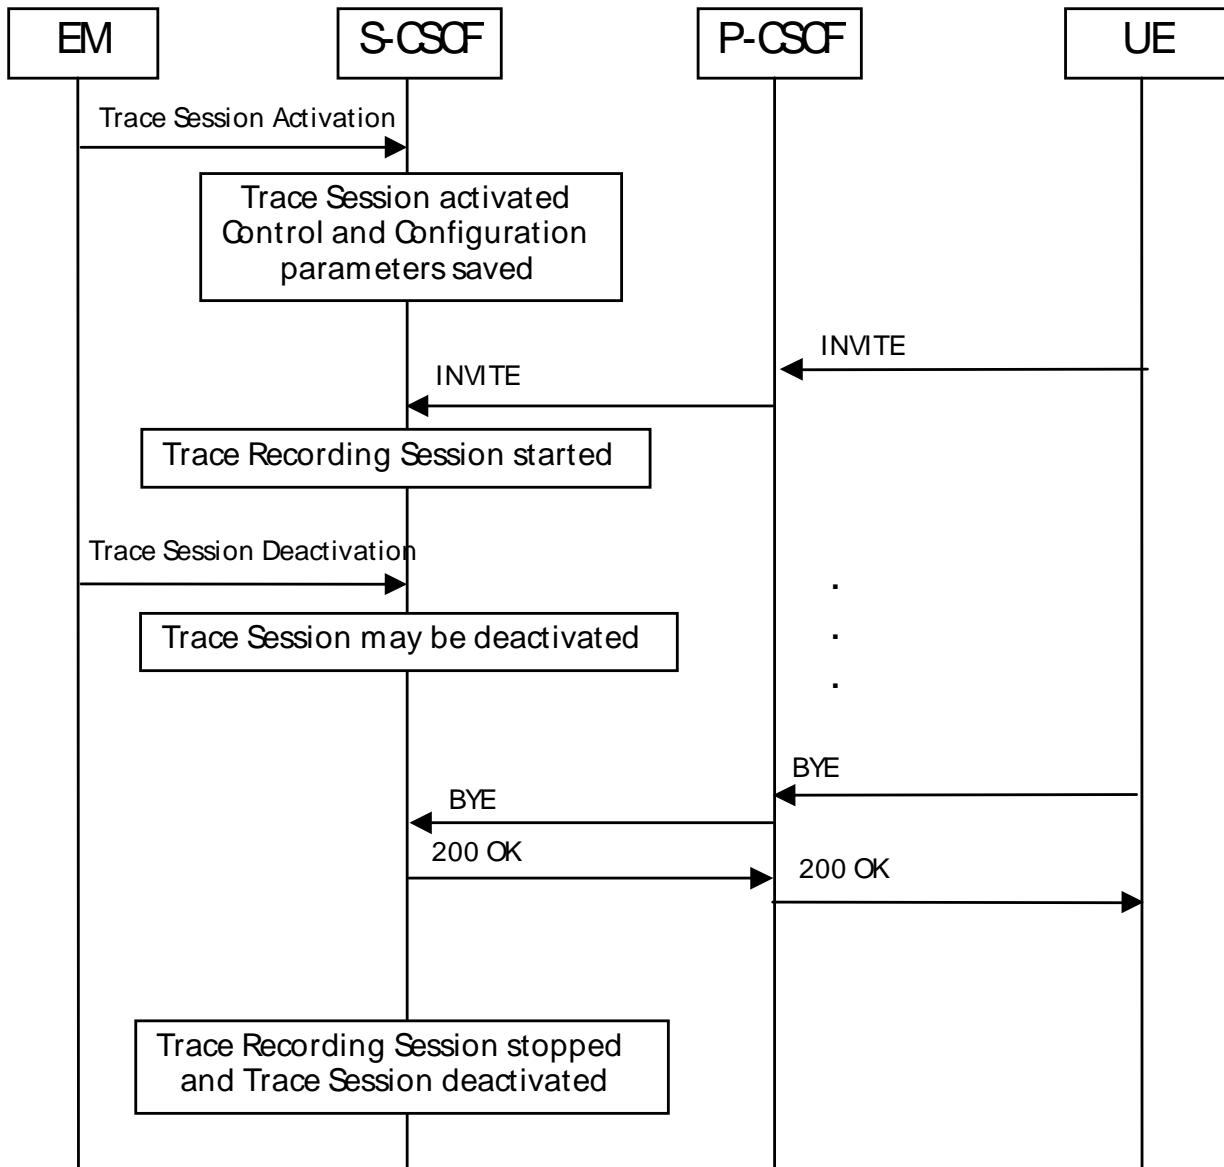 EM
S-CSCF
P-CSCF
UE
Trace Session Activation
Trace Session activated
Control and Configuration
parameters saved
INVITE
INVITE
Trace Recording Session started
Trace Session Deactivation
.
Trace Session may be deactivated
.
.
BYE
BYE
200 OK
200 OK
Trace Recording Session stopped
and Trace Session deactivated